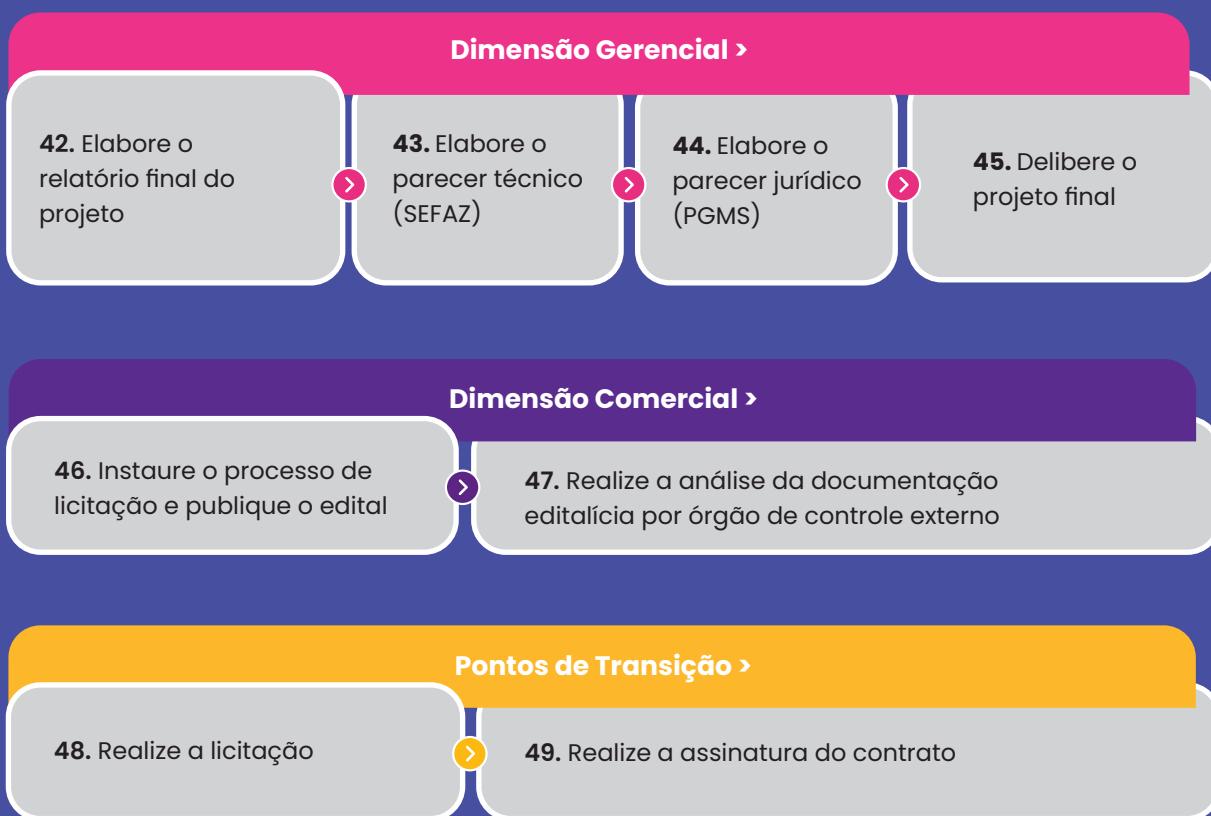 Dimensão Gerencial >
42. Elabore o
relatório final do
projeto
43. Elabore o
parecer técnico
(SEFAZ)
44. Elabore o
parecer jurídico
(PGMS)
45. Delibere o
projeto final
Dimensão Comercial >
46. Instaure o processo de
licitação e publique o edital
47. Realize a análise da documentação
editalícia por órgão de controle externo
Pontos de Transição >
48. Realize a licitação
49. Realize a assinatura do contrato